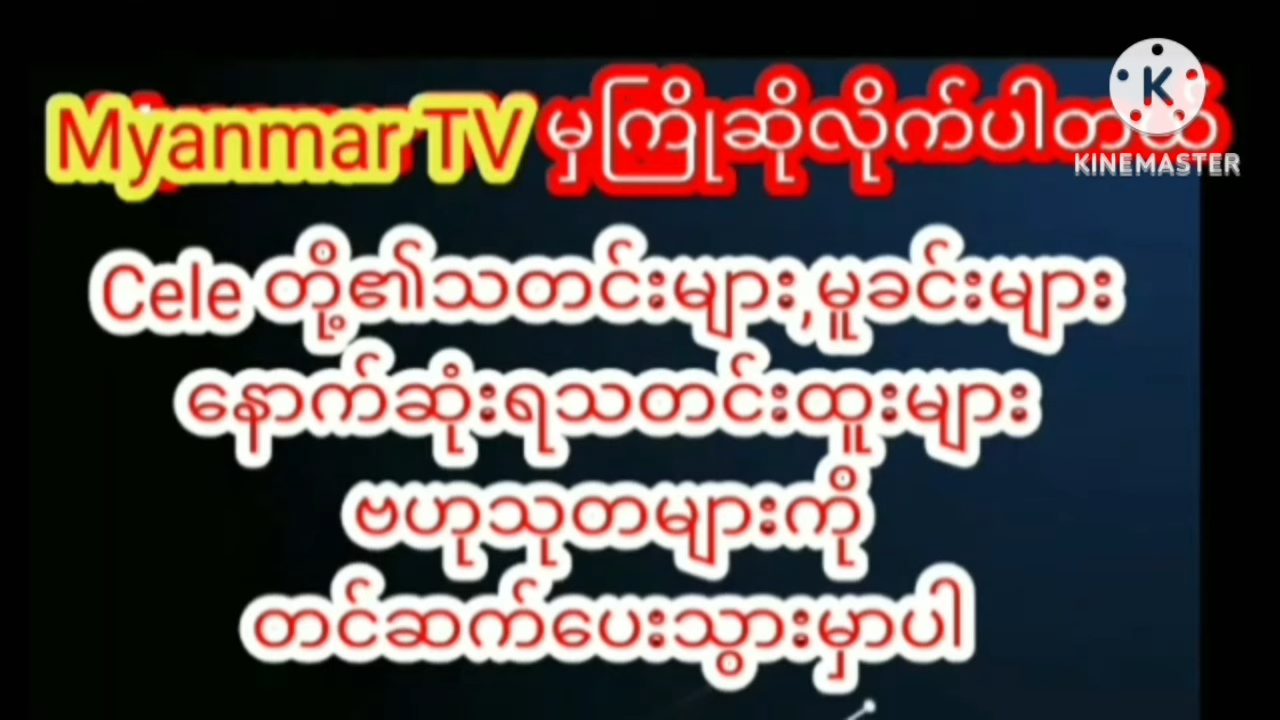 Myanmar TV မှကြိုဆိုလိုက်ပါတယ်
KINEMASTER
Cele တို့၏သတင်းများ,မူခင်းများ
နောက်ဆုံးရသတင်းထူးများ
ဗဟုသုတများကို
တင်ဆက်ပေးသွားမှာပါ